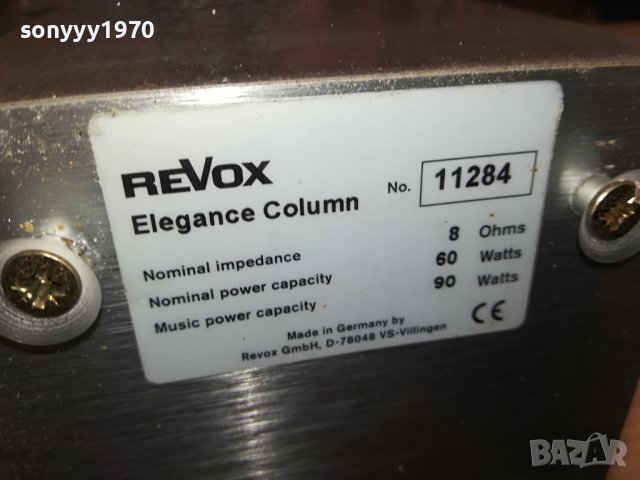 sonyyy1970
REVOX
Elegance Column No. 11284
Nominal impedance 8 Ohms
Nominal power capacity 60 Watts
Music power capacity 90 Watts
Made in Germany by
Revox GmbH, D-78048 VS-Villingen
CE
BAZAR